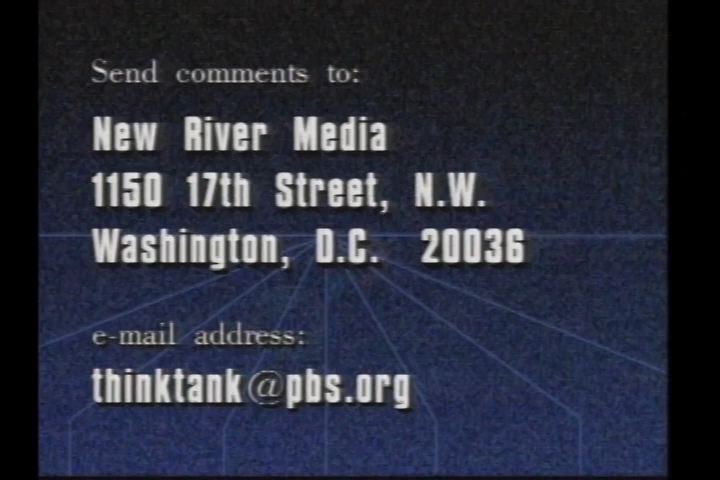 Send comments to:
New River Media
1150 17th Street, N.W.
Washington, D.C. 20036
e-mail address:
thinktank@pbs.org